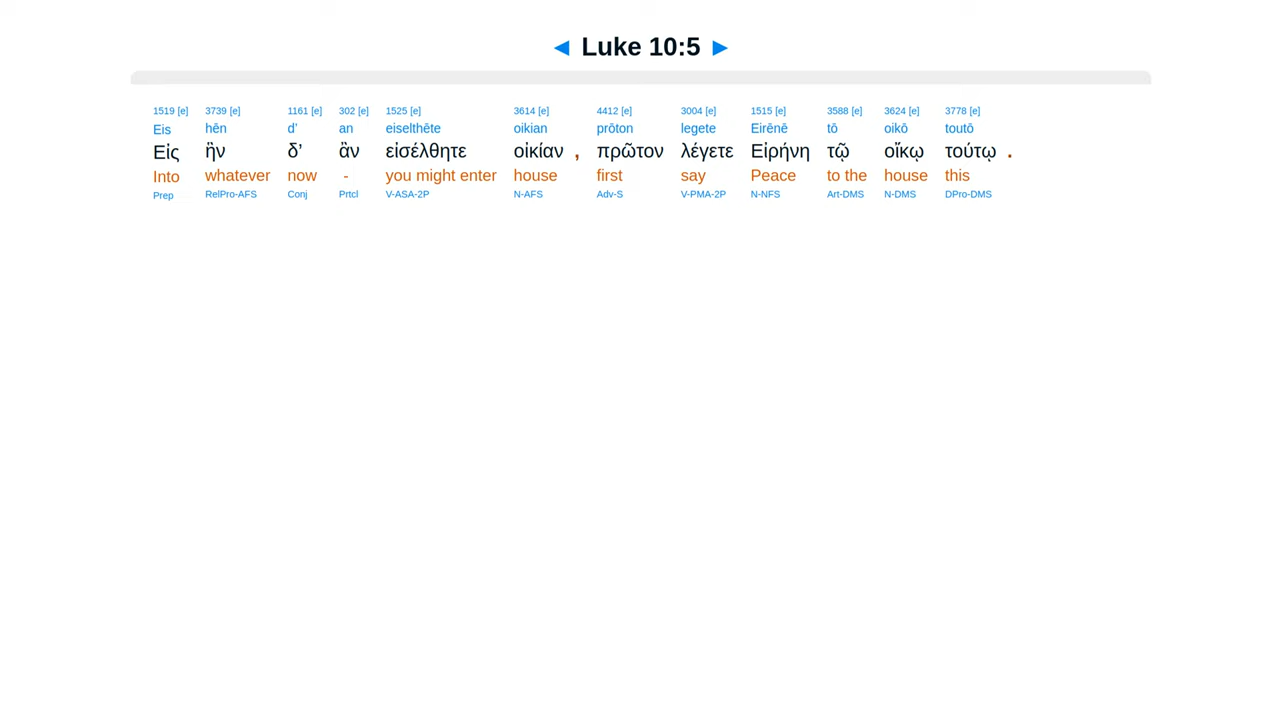 ◄ Luke 10:5 ►
1519 [e] 3739 [e] 1161 [e] 302 [e] 1525 [e] 3614 [e] 4412 [e] 3004 [e] 1515 [e] 3588 [e] 3624 [e] 3778 [e]
Eis hēn d’ an eiselthēte oikian prōton legete Eirēnē tō oikō toutō
Εἰς ἣν δ’ ἂν εἰσέλθητε οἰκίαν , πρῶτον λέγετε Εἰρήνη τῷ οἴκῳ τούτῳ .
Into whatever now - you might enter house first say Peace to the house this
Prep RelPro-AFS Conj Prtcl V-ASA-2P N-AFS Adv-S V-PMA-2P N-NFS Art-DMS N-DMS DPro-DMS